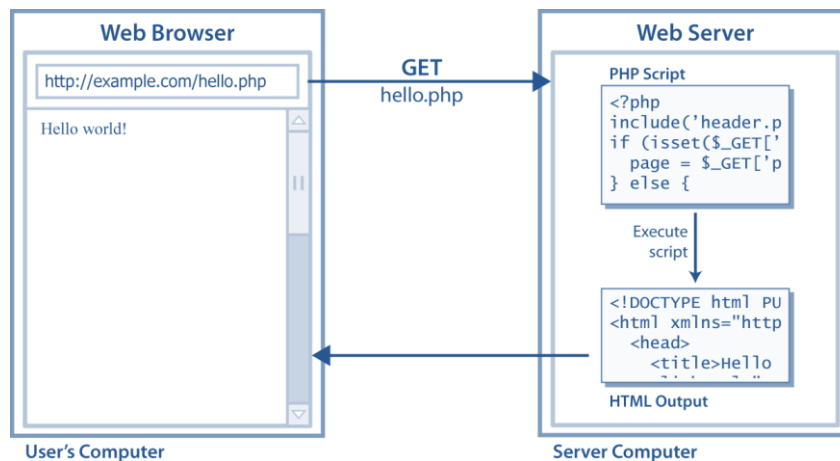 Web Browser
http://example.com/hello.php
Hello world!
User's Computer
GET
hello.php
Web Server
PHP Script
<?php
include('header.p
if (isset($_GET['
page = $_GET['p
} else {
Execute
script
<!DOCTYPE html PU
<html xmlns="http
<head>
<title>Hello
HTML Output
Server Computer